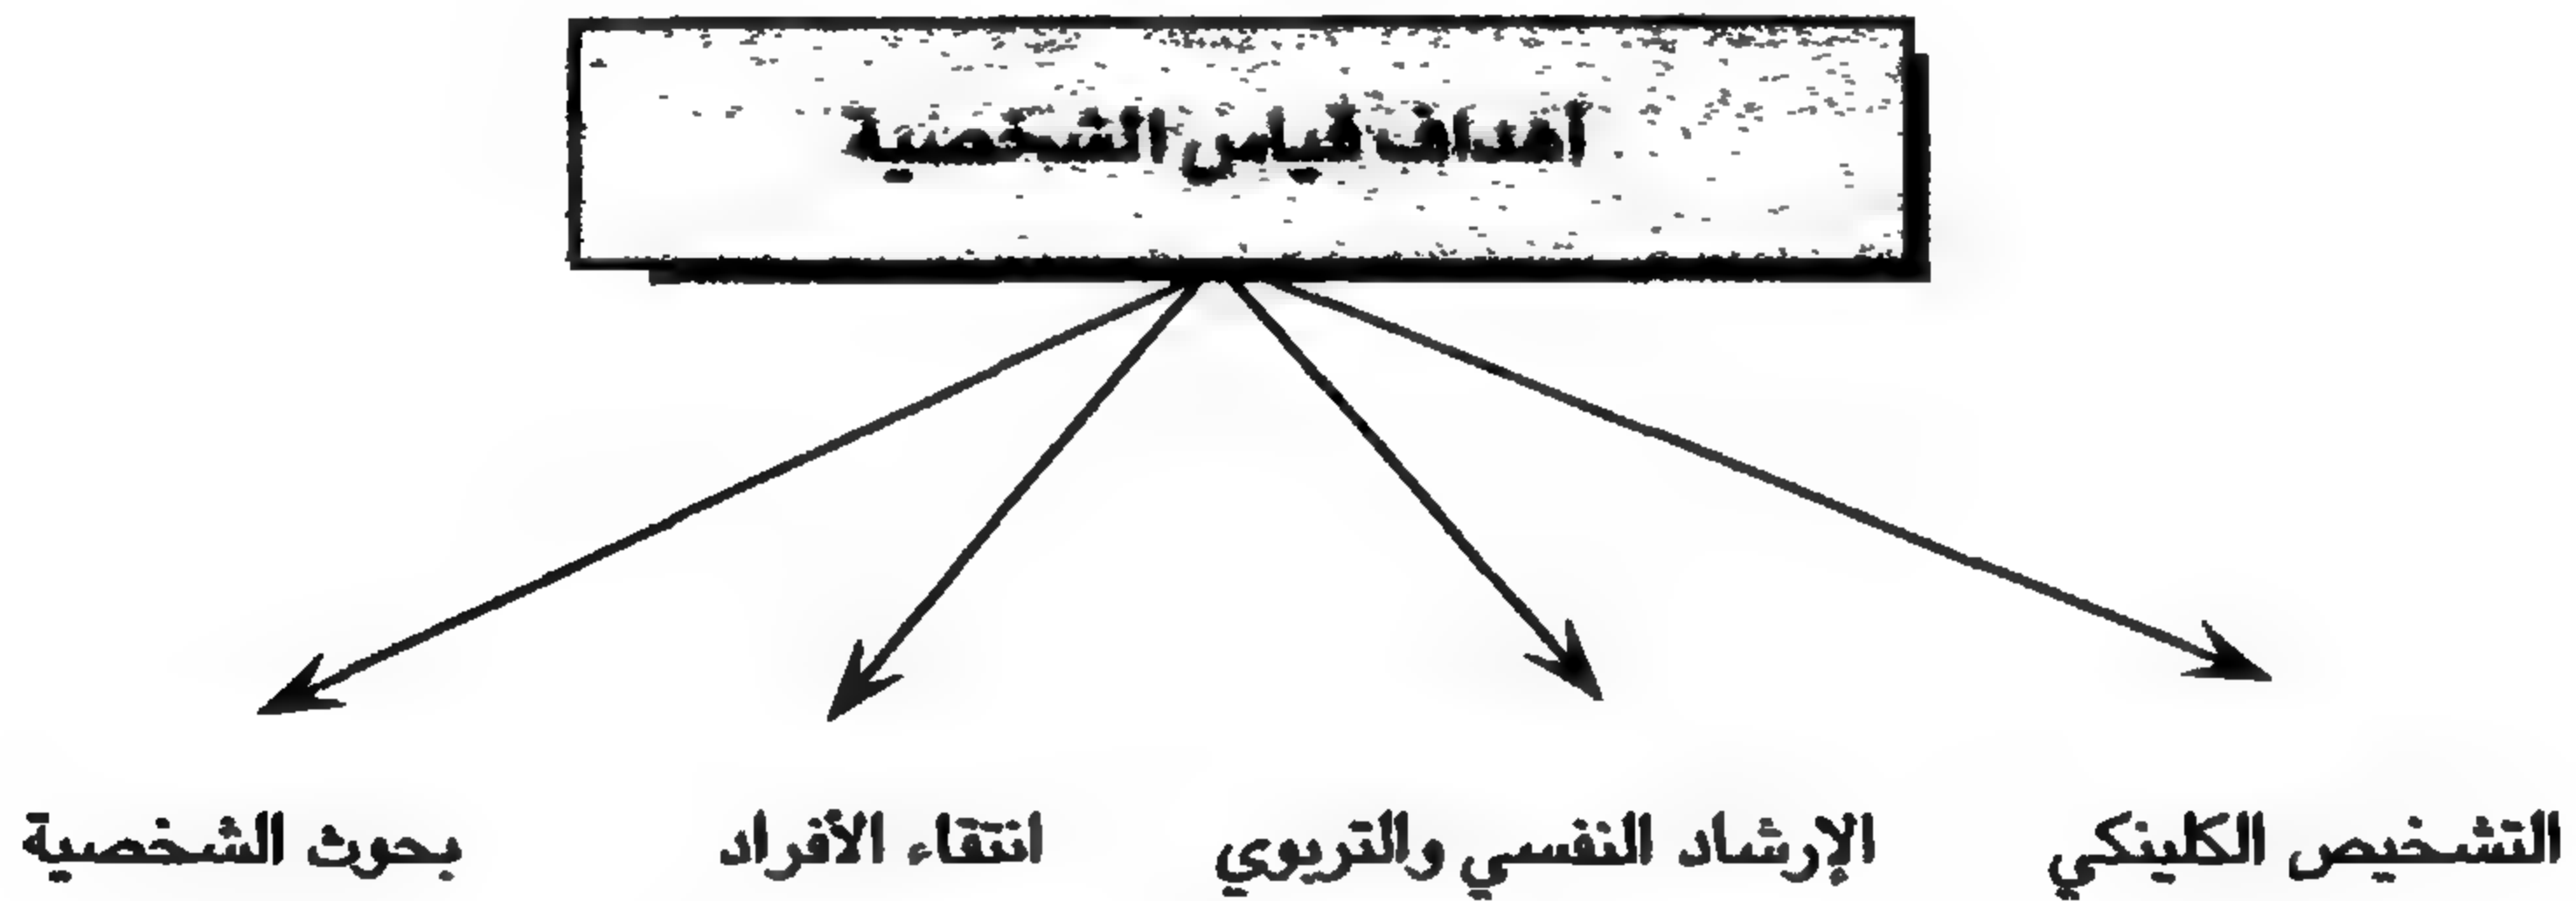 أهداف قياس الشخصية
التشخيص الكلينكي
الإرشاد النفسي والتربوي
انتقاء الأفراد
بحوث الشخصية